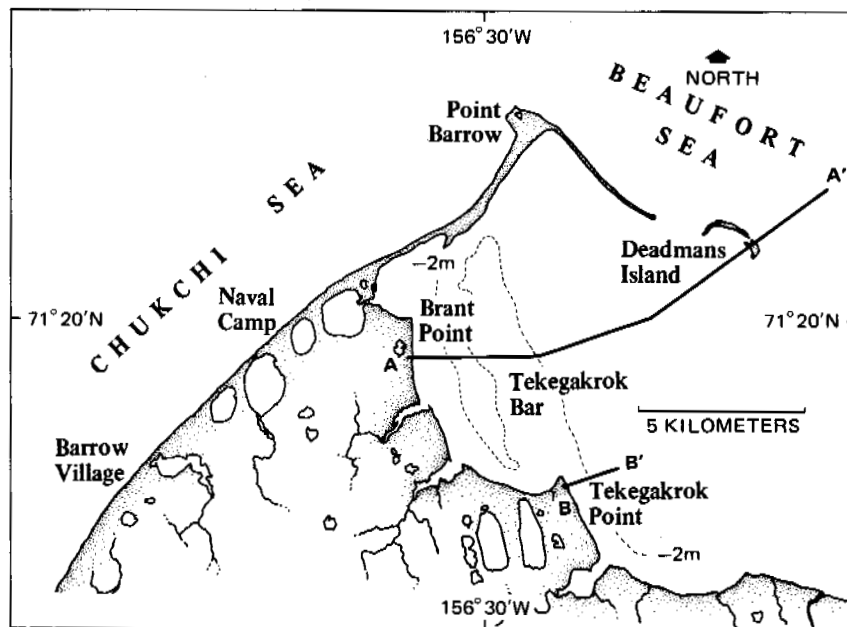 156° 30' W
NORTH
BEAUFORT
SEA
Point
Barrow
A'
CHUKCHI SEA
Deadmans
Island
–2m
Naval
Camp
Brant
Point
71° 20' N
71° 20' N
A
Tekegakrok
Bar
5 KILOMETERS
Barrow
Village
B'
Tekegakrok
Point
B
–2m
156° 30' W